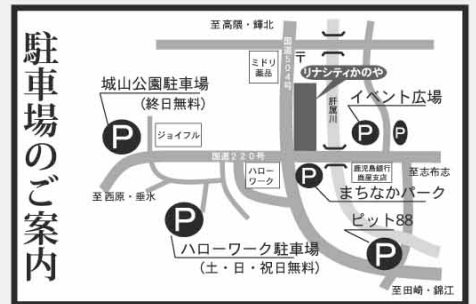 駐車場のご案内
至高隈・輝北
国道504号
〒
ミドリ
薬品
リナシティかのや
城山公園駐車場
(終日無料)
P
ジョイフル
肝属川
イベント広場
P
P
国道220号
ハロー
ワーク
P
鹿児島銀行
鹿屋支店
至志布志
まちなかパーク
至西原・垂水
P
ハローワーク駐車場
(土・日・祝日無料)
ピット88
P
至田崎・錦江